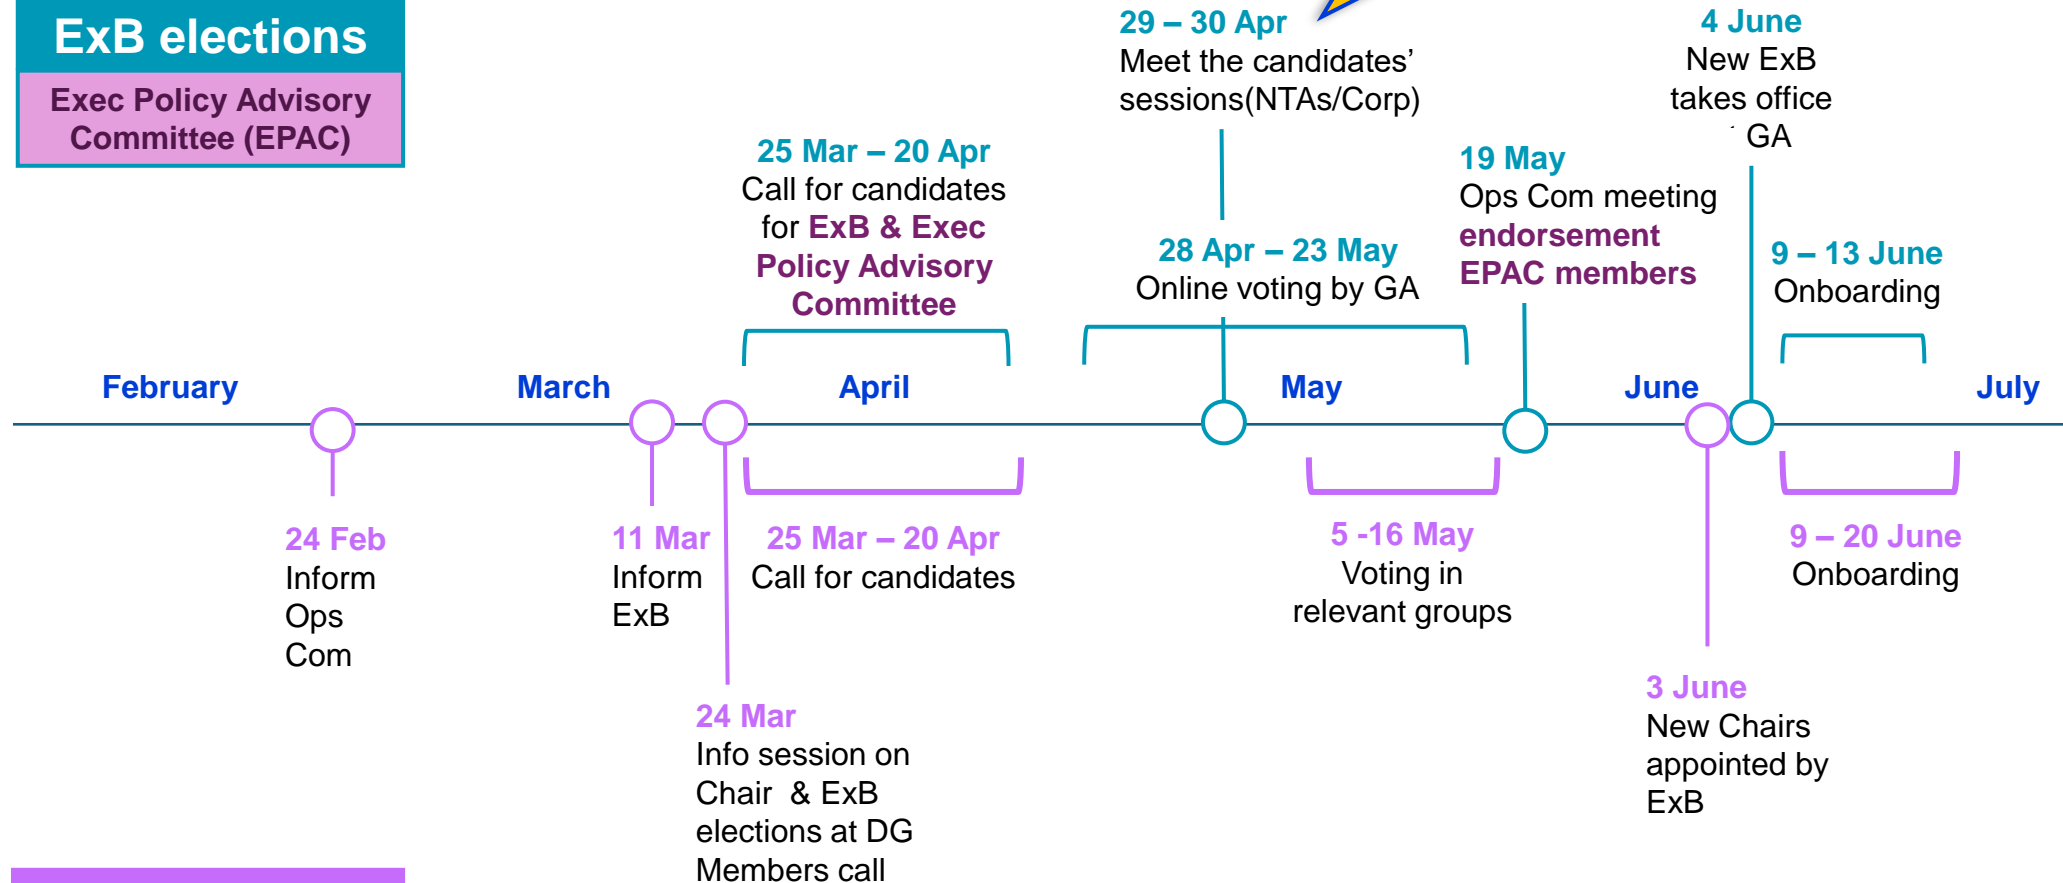 ExB elections
Exec Policy Advisory
Committee (EPAC)
25 Mar – 20 Apr
Call for candidates
for ExB & Exec
Policy Advisory
Committee
29 – 30 Apr
Meet the candidates’
sessions(NTAs/Corp)
28 Apr – 23 May
Online voting by GA
19 May
Ops Com meeting
endorsement
EPAC members
4 June
New ExB
takes office
GA
9 – 13 June
Onboarding
February
March
April
May
June
July
24 Feb
Inform
Ops
Com
11 Mar
Inform
ExB
24 Mar
Info session on
Chair & ExB
elections at DG
Members call
25 Mar – 20 Apr
Call for candidates
5 -16 May
Voting in
relevant groups
3 June
New Chairs
appointed by
ExB
9 – 20 June
Onboarding